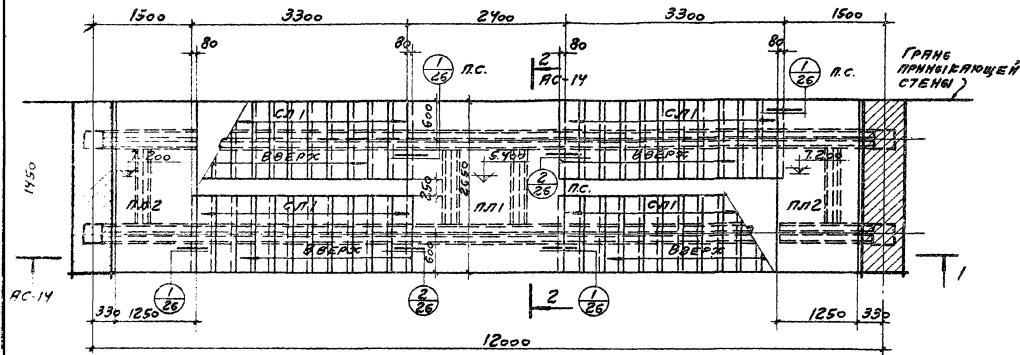 1500 3300 2400 3300 1500
80 80 80 80
1/26 П.С.
2
АС-14
1/26 П.С.
ГРАНЬ
ПРИМЫКАЮЩЕЙ
СТЕНЫ
СЛ1 600 СЛ1
1450
7.200 ВВЕРХ 5.400 ВВЕРХ 7.200
250 2650
2/26 П.С.
ПЛ2 СЛ1 ПЛ1 СЛ1 ПЛ2
ВВЕРХ 600 ВВЕРХ
АС-14 1
1/26 2/26 2 1/26
330 1250 1250 330
12000